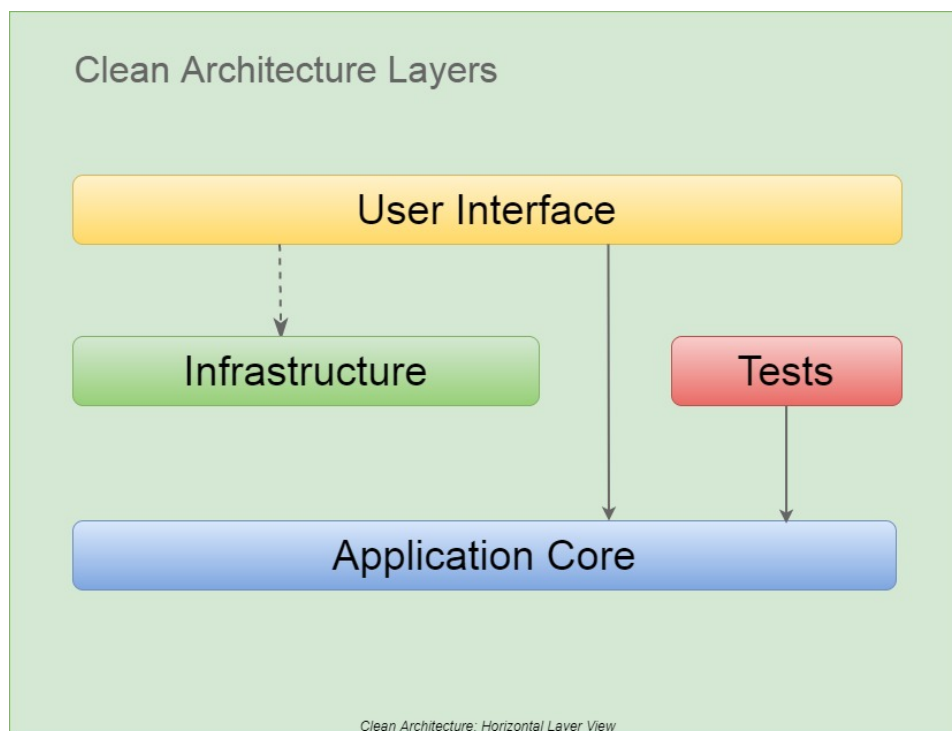 Clean Architecture Layers
User Interface
Infrastructure
Tests
Application Core
Clean Architecture: Horizontal Layer View